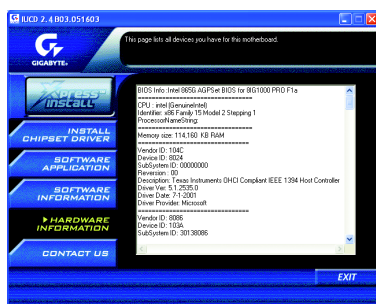 IUCD 2. 4 B03.051603
GIGABYTE
This page lists all devices you have for this motherboard.
Xpress
Install
INSTALL
CHIPSET DRIVER
SOFTWARE
APPLICATION
SOFTWARE
INFORMATION
HARDWARE
INFORMATION
CONTACT US
BIOS Info :Intel 865G AGPSet BIOS for 8IG1000 PRO F1a
==================================
CPU : intel (GenuineIntel)
Identifier: x86 Family 15 Model 2 Stepping 1
ProcessorNameString:
==================================
Memory size: 114,160 KB RAM
==================================
Vendor ID: 104C
Device ID: 8024
SubSystem ID: 00000000
Reversion : 00
Description: Texas Instruments OHCI Compliant IEEE 1394 Host Controller
Driver Ver: 5.1.2535.0
Driver Date: 7-1-2001
Driver Provider: Microsoft
==================================
Vendor ID: 8086
Device ID: 103A
SubSystem ID: 30138086
EXIT